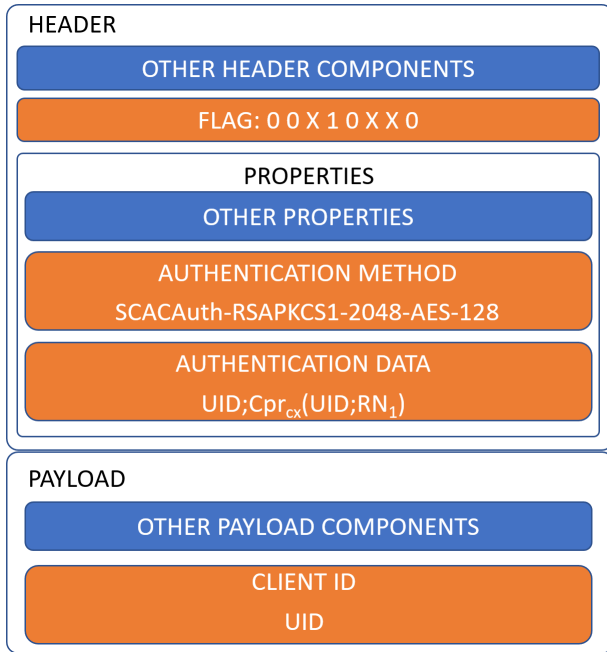 HEADER
OTHER HEADER COMPONENTS
FLAG: 0 0 X 1 0 X X 0
PROPERTIES
OTHER PROPERTIES
AUTHENTICATION METHOD
SCACAuth-RSAPKCS1-2048-AES-128
AUTHENTICATION DATA
UID;Cprcx(UID;RN1)
PAYLOAD
OTHER PAYLOAD COMPONENTS
CLIENT ID
UID